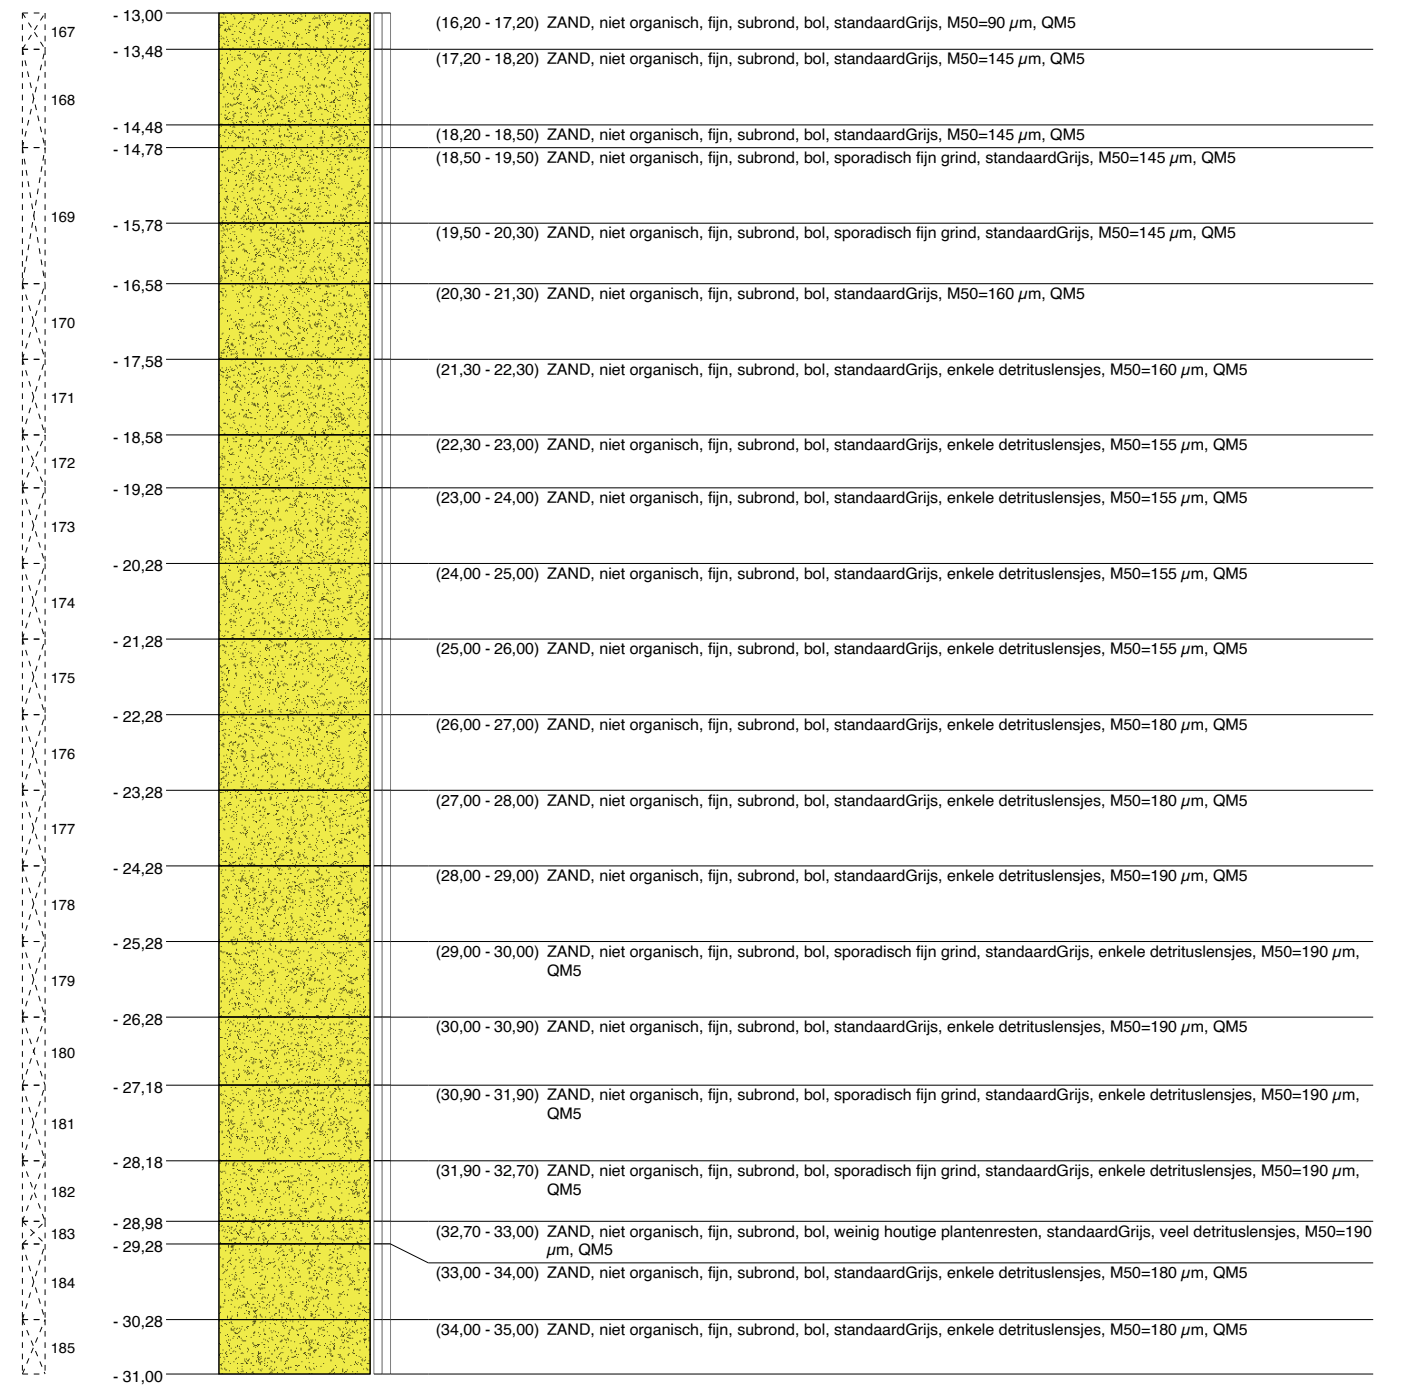 - 13,00
(16,20 - 17,20) ZAND, niet organisch, fijn, subrond, bol, standaardGrijs, M50=90 µm, QM5
167
- 13,48
(17,20 - 18,20) ZAND, niet organisch, fijn, subrond, bol, standaardGrijs, M50=145 µm, QM5
168
- 14,48
(18,20 - 18,50) ZAND, niet organisch, fijn, subrond, bol, standaardGrijs, M50=145 µm, QM5
- 14,78
(18,50 - 19,50) ZAND, niet organisch, fijn, subrond, bol, sporadisch fijn grind, standaardGrijs, M50=145 µm, QM5
169
- 15,78
(19,50 - 20,30) ZAND, niet organisch, fijn, subrond, bol, sporadisch fijn grind, standaardGrijs, M50=145 µm, QM5
- 16,58
(20,30 - 21,30) ZAND, niet organisch, fijn, subrond, bol, standaardGrijs, M50=160 µm, QM5
170
- 17,58
(21,30 - 22,30) ZAND, niet organisch, fijn, subrond, bol, standaardGrijs, enkele detrituslensjes, M50=160 µm, QM5
171
- 18,58
(22,30 - 23,00) ZAND, niet organisch, fijn, subrond, bol, standaardGrijs, enkele detrituslensjes, M50=155 µm, QM5
172
- 19,28
(23,00 - 24,00) ZAND, niet organisch, fijn, subrond, bol, standaardGrijs, enkele detrituslensjes, M50=155 µm, QM5
173
- 20,28
(24,00 - 25,00) ZAND, niet organisch, fijn, subrond, bol, standaardGrijs, enkele detrituslensjes, M50=155 µm, QM5
174
- 21,28
(25,00 - 26,00) ZAND, niet organisch, fijn, subrond, bol, standaardGrijs, enkele detrituslensjes, M50=155 µm, QM5
175
- 22,28
(26,00 - 27,00) ZAND, niet organisch, fijn, subrond, bol, standaardGrijs, enkele detrituslensjes, M50=180 µm, QM5
176
- 23,28
(27,00 - 28,00) ZAND, niet organisch, fijn, subrond, bol, standaardGrijs, enkele detrituslensjes, M50=180 µm, QM5
177
- 24,28
(28,00 - 29,00) ZAND, niet organisch, fijn, subrond, bol, standaardGrijs, enkele detrituslensjes, M50=190 µm, QM5
178
- 25,28
(29,00 - 30,00) ZAND, niet organisch, fijn, subrond, bol, sporadisch fijn grind, standaardGrijs, enkele detrituslensjes, M50=190 µm,
QM5
179
- 26,28
(30,00 - 30,90) ZAND, niet organisch, fijn, subrond, bol, standaardGrijs, enkele detrituslensjes, M50=190 µm, QM5
180
- 27,18
(30,90 - 31,90) ZAND, niet organisch, fijn, subrond, bol, sporadisch fijn grind, standaardGrijs, enkele detrituslensjes, M50=190 µm,
QM5
181
- 28,18
(31,90 - 32,70) ZAND, niet organisch, fijn, subrond, bol, sporadisch fijn grind, standaardGrijs, enkele detrituslensjes, M50=190 µm,
QM5
182
- 28,98
(32,70 - 33,00) ZAND, niet organisch, fijn, subrond, bol, weinig houtige plantenresten, standaardGrijs, veel detrituslensjes, M50=190
µm, QM5
183
- 29,28
(33,00 - 34,00) ZAND, niet organisch, fijn, subrond, bol, standaardGrijs, enkele detrituslensjes, M50=180 µm, QM5
184
- 30,28
(34,00 - 35,00) ZAND, niet organisch, fijn, subrond, bol, standaardGrijs, enkele detrituslensjes, M50=180 µm, QM5
185
- 31,00